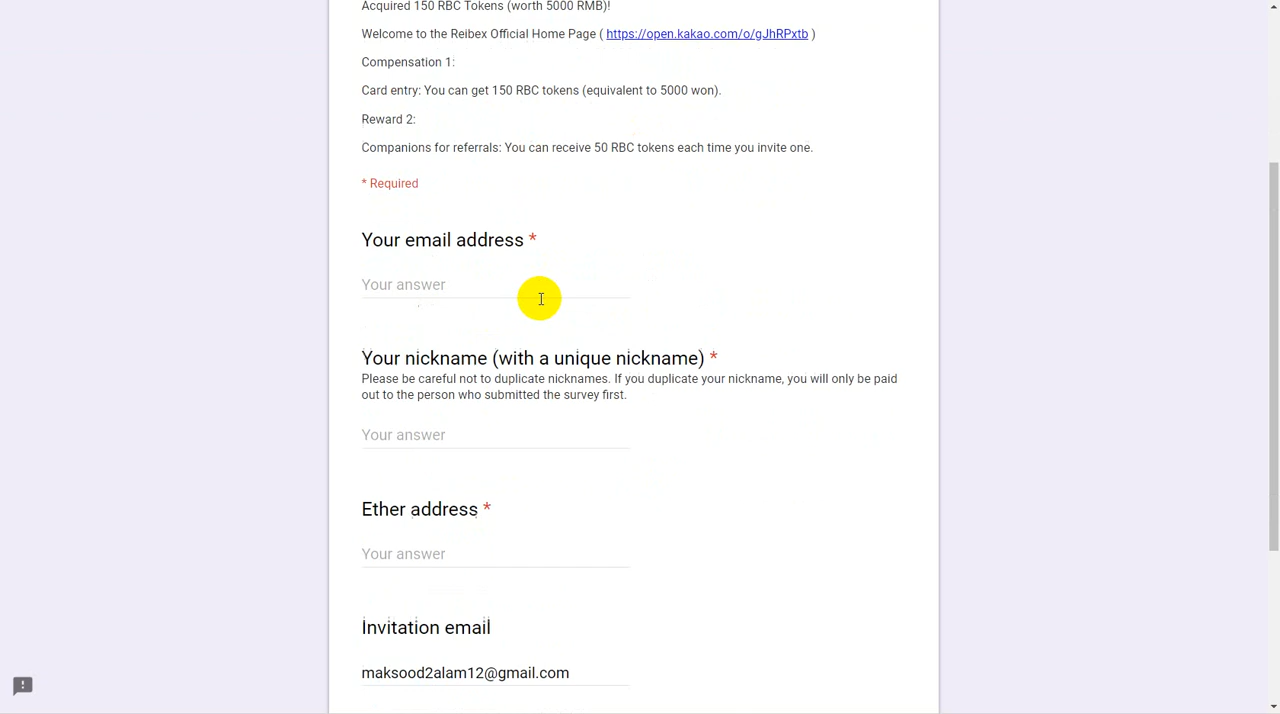 Acquired 150 RBC Tokens (worth 5000 RMB)!
Welcome to the Reibex Official Home Page ( https://open.kakao.com/o/gJhRPxtb )
Compensation 1:
Card entry: You can get 150 RBC tokens (equivalent to 5000 won).
Reward 2:
Companions for referrals: You can receive 50 RBC tokens each time you invite one.
* Required
Your email address *
Your answer
Your nickname (with a unique nickname) *
Please be careful not to duplicate nicknames. If you duplicate your nickname, you will only be paid
out to the person who submitted the survey first.
Your answer
Ether address *
Your answer
Invitation email
maksood2alam12@gmail.com